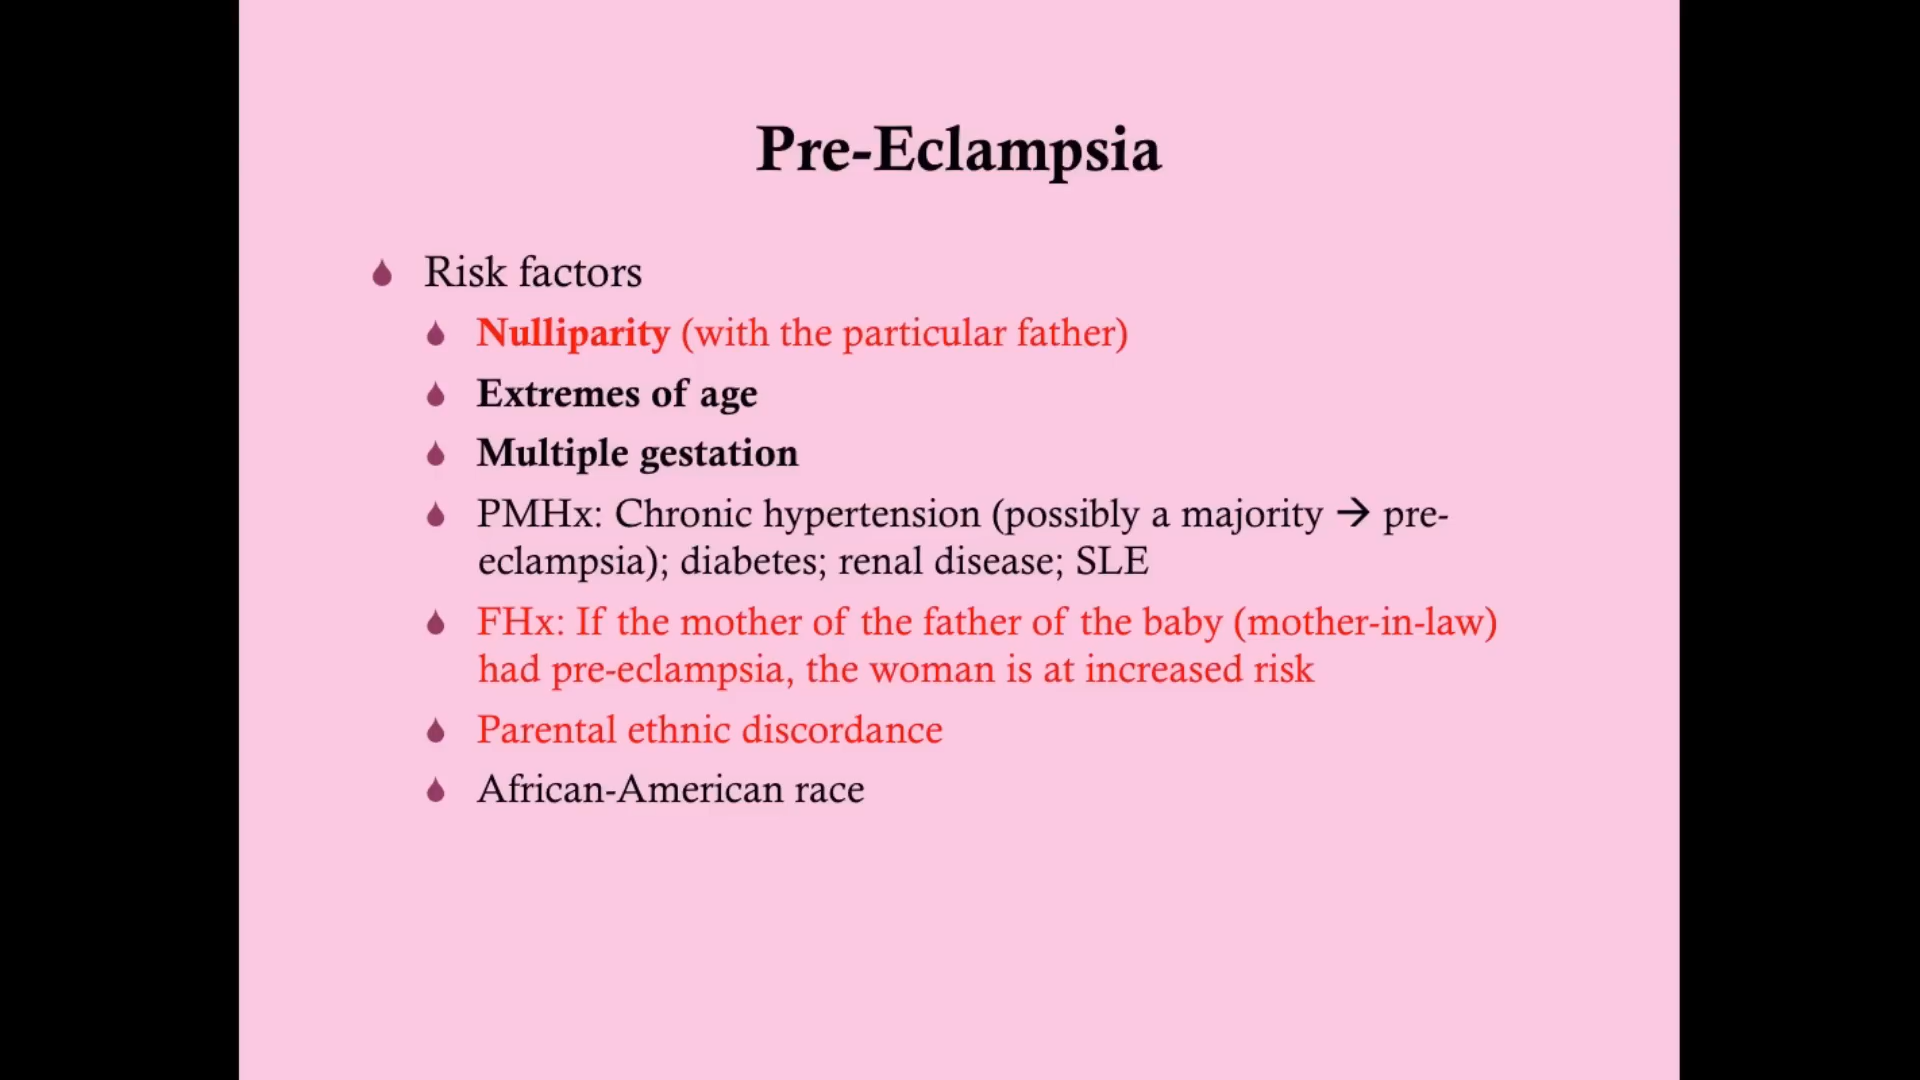 Pre-Eclampsia
Risk factors
Nulliparity (with the particular father)
Extremes of age
Multiple gestation
PMHx: Chronic hypertension (possibly a majority → pre-
eclampsia); diabetes; renal disease; SLE
FHx: If the mother of the father of the baby (mother-in-law)
had pre-eclampsia, the woman is at increased risk
Parental ethnic discordance
African-American race